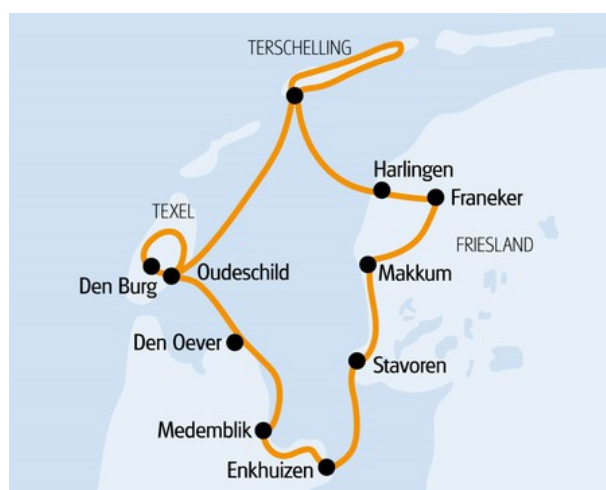 TERSCHELLING
Harlingen
Franeker
TEXEL
FRIESLAND
Oudeschild
Makkum
Den Burg
Den Oever
Stavoren
Medemblik
Enkhuizen